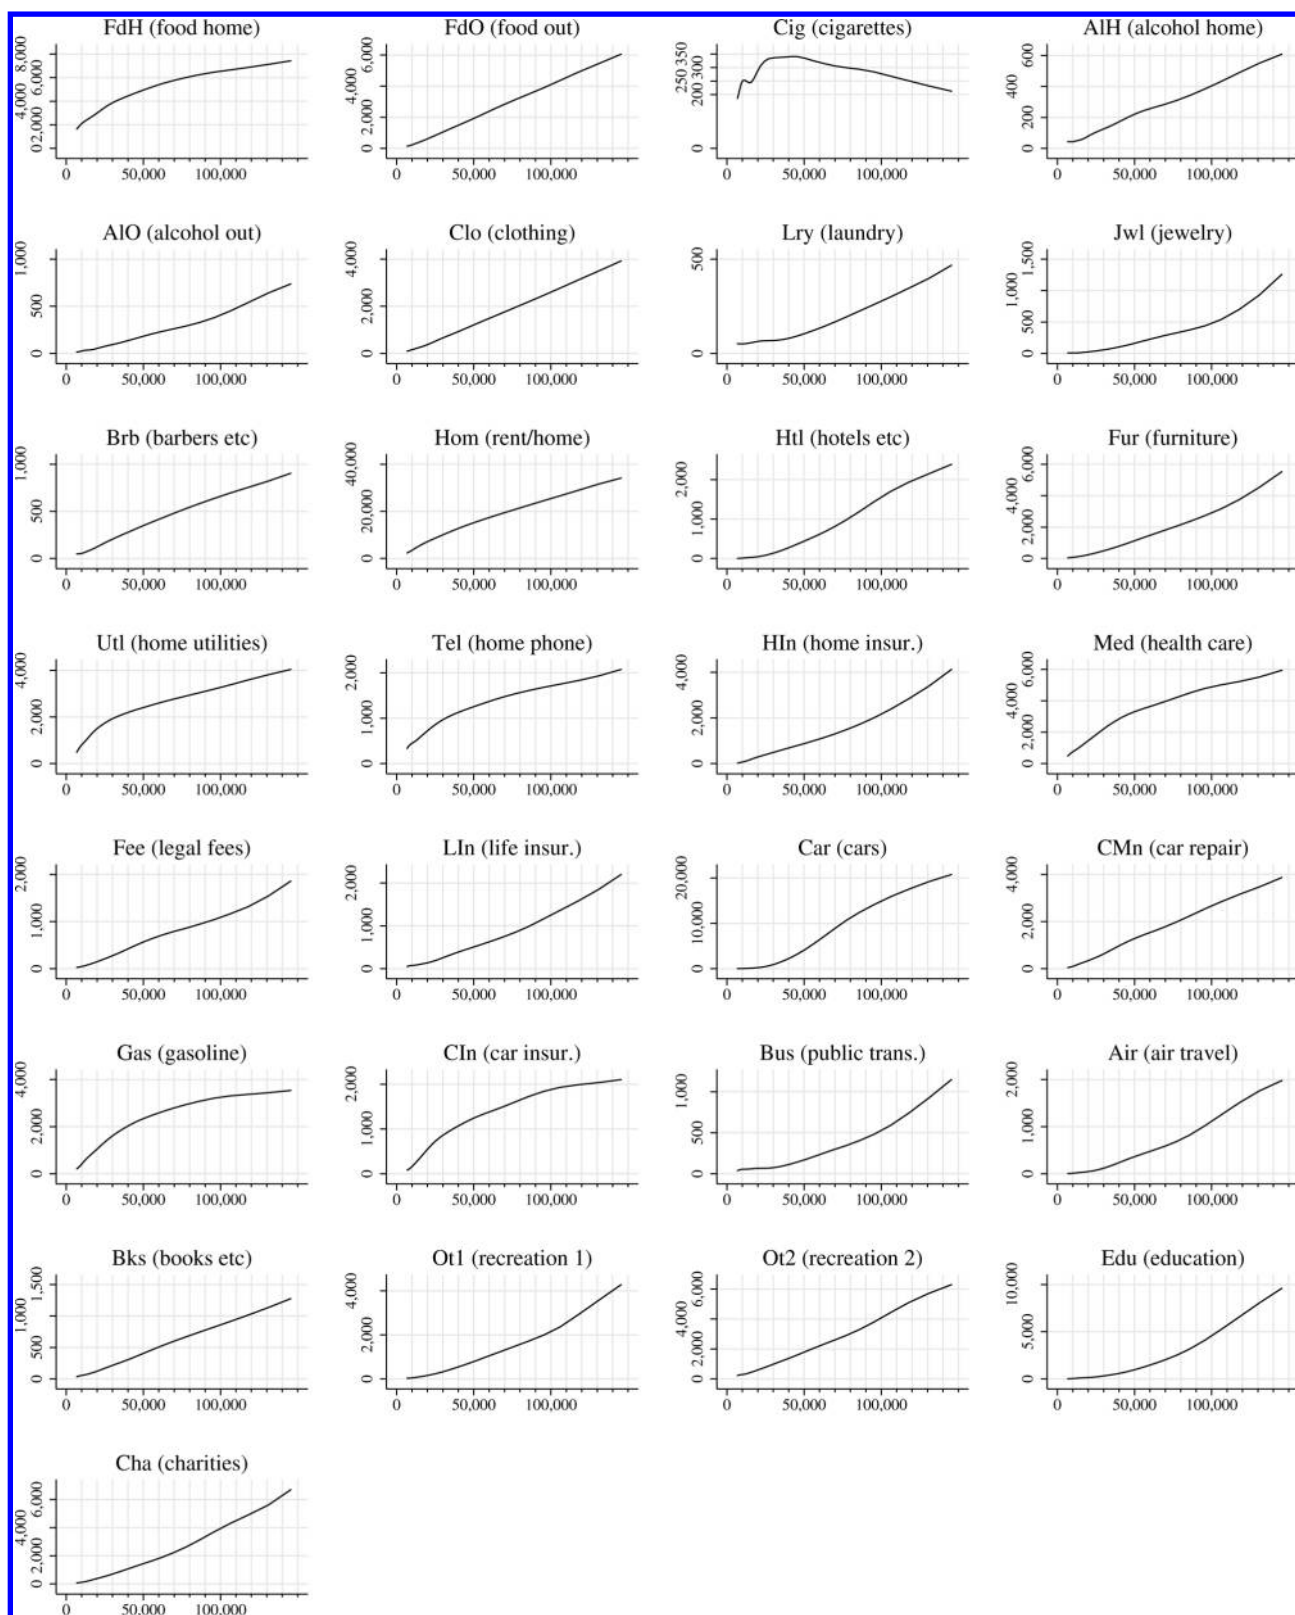 FdH (food home)
FdO (food out)
Cig (cigarettes)
AlH (alcohol home)
0 2,000 4,000 6,000 8,000
0 2,000 4,000 6,000
0 200 250 300 350
0 200 400 600
0 50,000 100,000
0 50,000 100,000
0 50,000 100,000
0 50,000 100,000
AlO (alcohol out)
Clo (clothing)
Lry (laundry)
Jwl (jewelry)
0 500 1,000
0 2,000 4,000
0 500
0 500 1,000 1,500
0 50,000 100,000
0 50,000 100,000
0 50,000 100,000
0 50,000 100,000
Brb (barbers etc)
Hom (rent/home)
Htl (hotels etc)
Fur (furniture)
0 500 1,000
0 20,000 40,000
0 1,000 2,000
0 2,000 4,000 6,000
0 50,000 100,000
0 50,000 100,000
0 50,000 100,000
0 50,000 100,000
Utl (home utilities)
Tel (home phone)
HIn (home insur.)
Med (health care)
0 2,000 4,000
0 1,000 2,000
0 2,000 4,000
0 2,000 4,000 6,000
0 50,000 100,000
0 50,000 100,000
0 50,000 100,000
0 50,000 100,000
Fee (legal fees)
LIn (life insur.)
Car (cars)
CMn (car repair)
0 1,000 2,000
0 1,000 2,000
0 10,000 20,000
0 2,000 4,000
0 50,000 100,000
0 50,000 100,000
0 50,000 100,000
0 50,000 100,000
Gas (gasoline)
CIn (car insur.)
Bus (public trans.)
Air (air travel)
0 2,000 4,000
0 1,000 2,000
0 500 1,000
0 1,000 2,000
0 50,000 100,000
0 50,000 100,000
0 50,000 100,000
0 50,000 100,000
Bks (books etc)
Ot1 (recreation 1)
Ot2 (recreation 2)
Edu (education)
0 500 1,000 1,500
0 2,000 4,000
0 2,000 4,000 6,000
0 5,000 10,000
0 50,000 100,000
0 50,000 100,000
0 50,000 100,000
0 50,000 100,000
Cha (charities)
0 2,000 4,000 6,000
0 50,000 100,000